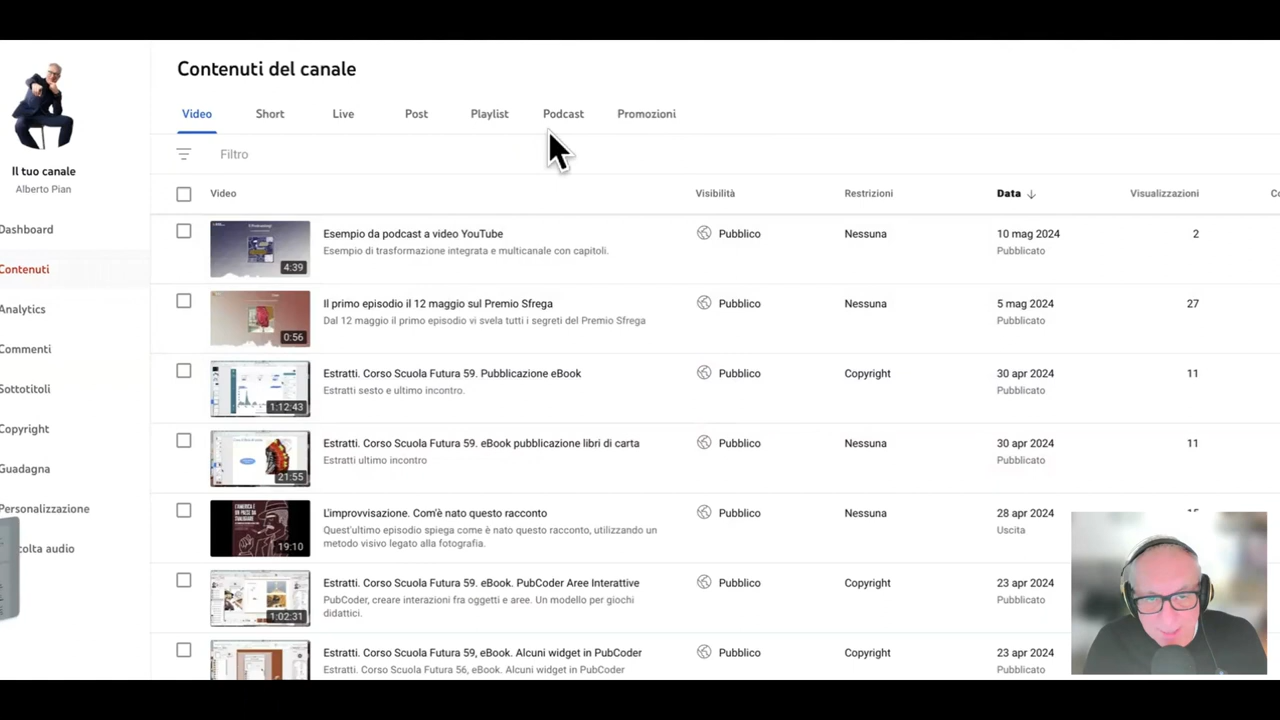 Contenuti del canale
Video Short Live Post Playlist Podcast Promozioni
Filtro
Il tuo canale
Alberto Pian
Dashboard
Contenuti
Analytics
Commenti
Sottotitoli
Copyright
Guadagna
Personalizzazione
colta audio
Video Visibilità Restrizioni Data Visualizzazioni Co
Esempio da podcast a video YouTube Pubblico Nessuna 10 mag 2024 2
Esempio di trasformazione integrata e multicanale con capitoli. Pubblicato
4:39
Il primo episodio il 12 maggio sul Premio Sfrega Pubblico Nessuna 5 mag 2024 27
Dal 12 maggio il primo episodio vi svela tutti i segreti del Premio Sfrega Pubblicato
0:56
Estratti. Corso Scuola Futura 59. Pubblicazione eBook Pubblico Copyright 30 apr 2024 11
Estratti sesto e ultimo incontro. Pubblicato
1:12:43
Estratti. Corso Scuola Futura 59. eBook pubblicazione libri di carta Pubblico Nessuna 30 apr 2024 11
Estratti ultimo incontro Pubblicato
21:55
L'improvvisazione. Com'è nato questo racconto Pubblico Nessuna 28 apr 2024
Quest'ultimo episodio spiega come è nato questo racconto, utilizzando un Uscita
metodo visivo legato alla fotografia.
19:10
Estratti. Corso Scuola Futura 59. eBook. PubCoder Aree Interattive Pubblico Copyright 23 apr 2024
PubCoder, creare interazioni fra oggetti e aree. Un modello per giochi Pubblicato
didattici.
1:02:31
Estratti. Corso Scuola Futura 59, eBook. Alcuni widget in PubCoder Pubblico Copyright 23 apr 2024
Estratti. Corso Scuola Futura 56, eBook. Alcuni widget in PubCoder Pubblicato